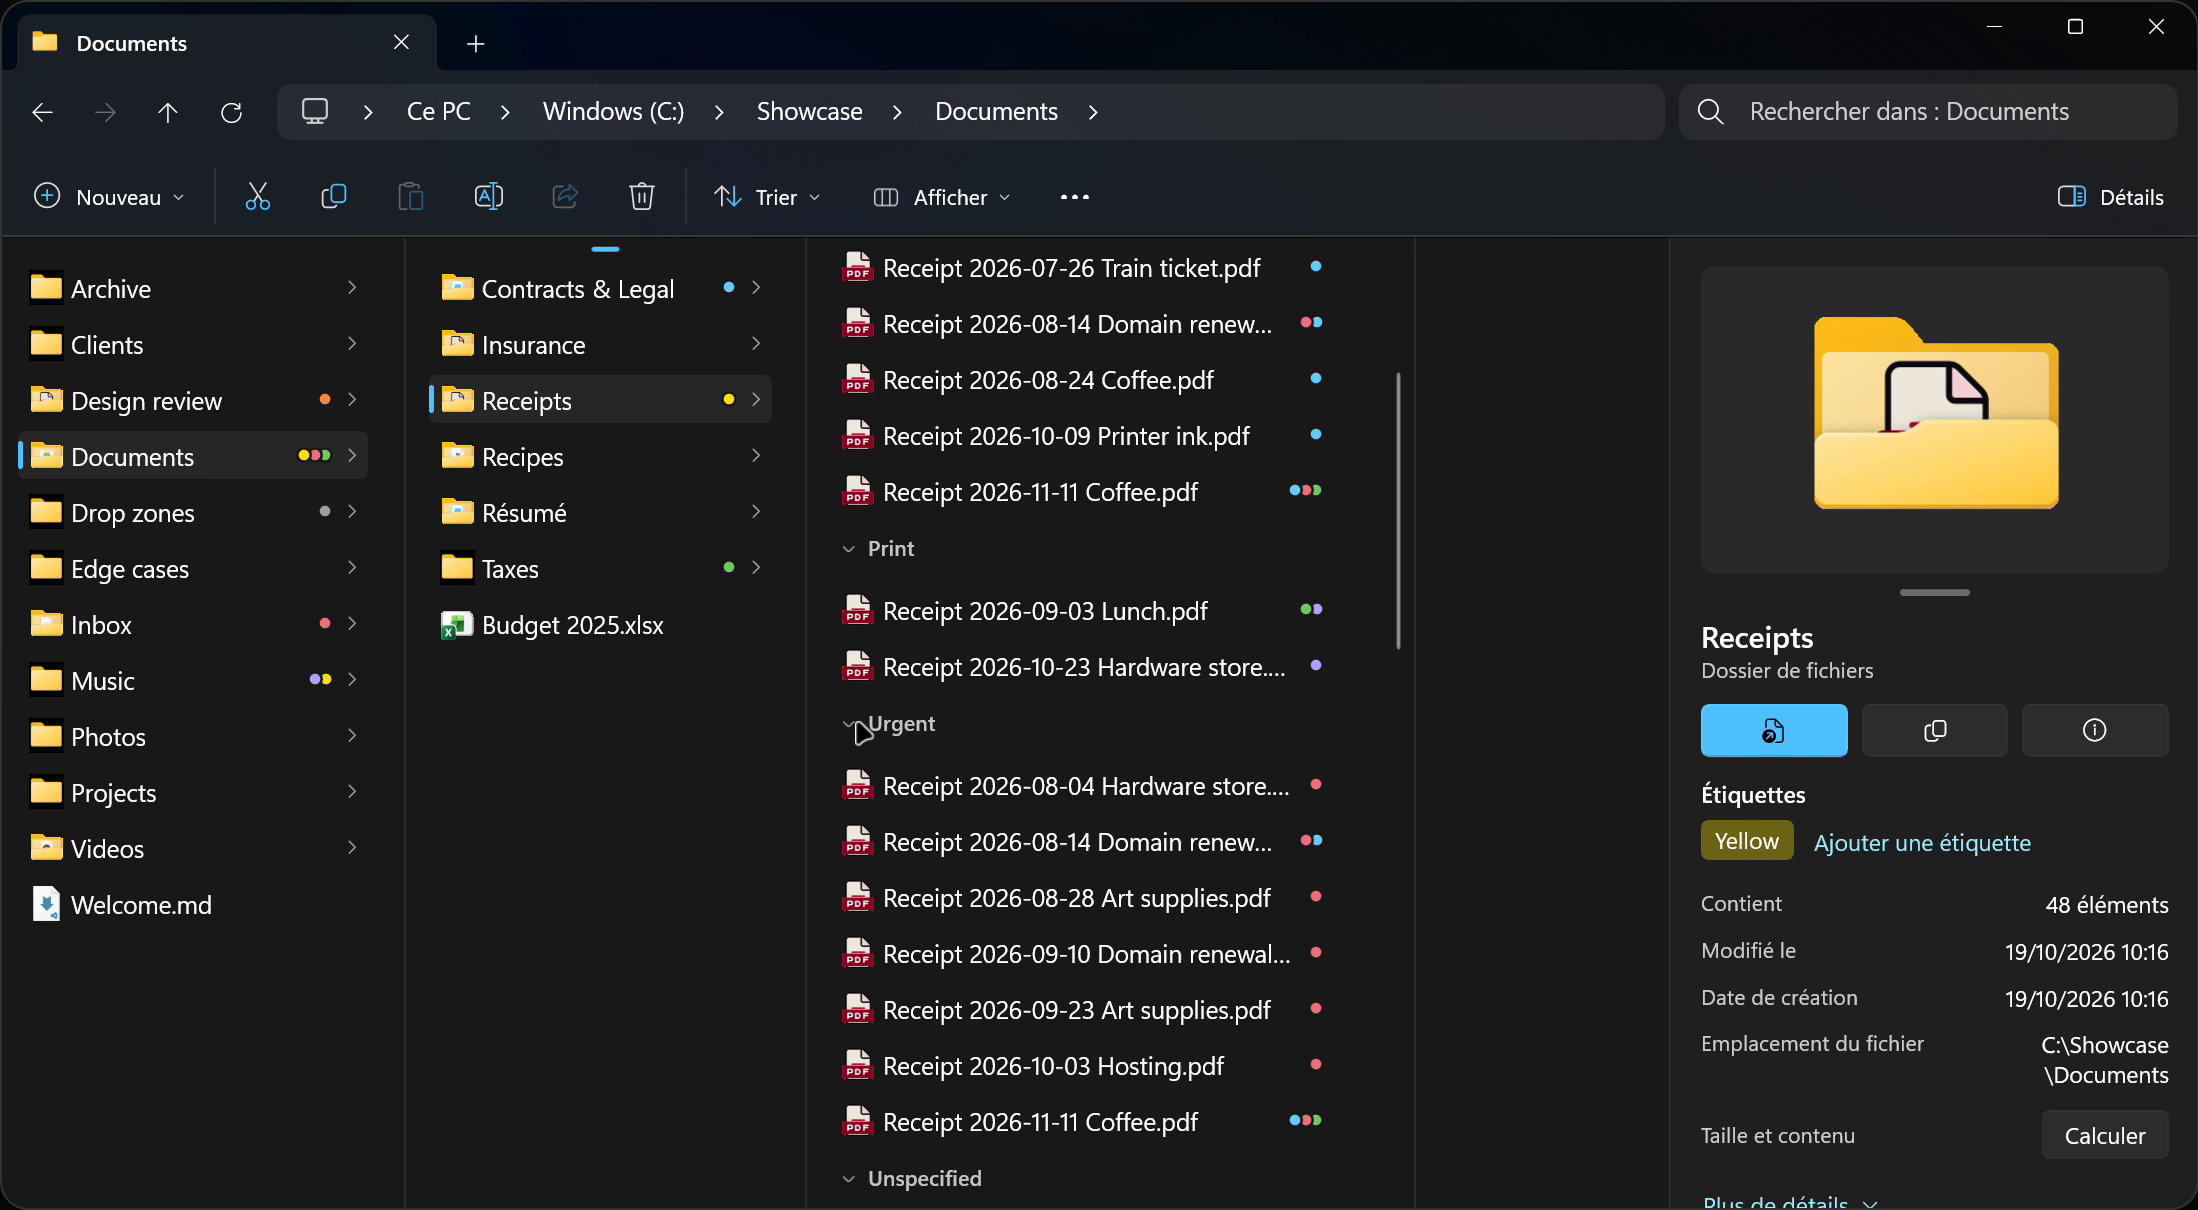 Documents
Ce PC
Windows (C:)
Showcase
Documents
Rechercher dans : Documents
Nouveau
Trier
Afficher
Détails
Archive
Clients
Design review
Documents
Drop zones
Edge cases
Inbox
Music
Photos
Projects
Videos
Welcome.md
Contracts & Legal
Insurance
Receipts
Recipes
Résumé
Taxes
Budget 2025.xlsx
Receipt 2026-07-26 Train ticket.pdf
Receipt 2026-08-14 Domain renew...
Receipt 2026-08-24 Coffee.pdf
Receipt 2026-10-09 Printer ink.pdf
Receipt 2026-11-11 Coffee.pdf
Print
Receipt 2026-09-03 Lunch.pdf
Receipt 2026-10-23 Hardware store....
Urgent
Receipt 2026-08-04 Hardware store....
Receipt 2026-08-14 Domain renew...
Receipt 2026-08-28 Art supplies.pdf
Receipt 2026-09-10 Domain renewal...
Receipt 2026-09-23 Art supplies.pdf
Receipt 2026-10-03 Hosting.pdf
Receipt 2026-11-11 Coffee.pdf
Unspecified
Receipts
Dossier de fichiers
Étiquettes
Yellow
Ajouter une étiquette
Contient
48 éléments
Modifié le
19/10/2026 10:16
Date de création
19/10/2026 10:16
Emplacement du fichier
C:\Showcase
\Documents
Taille et contenu
Calculer
Plus de détails